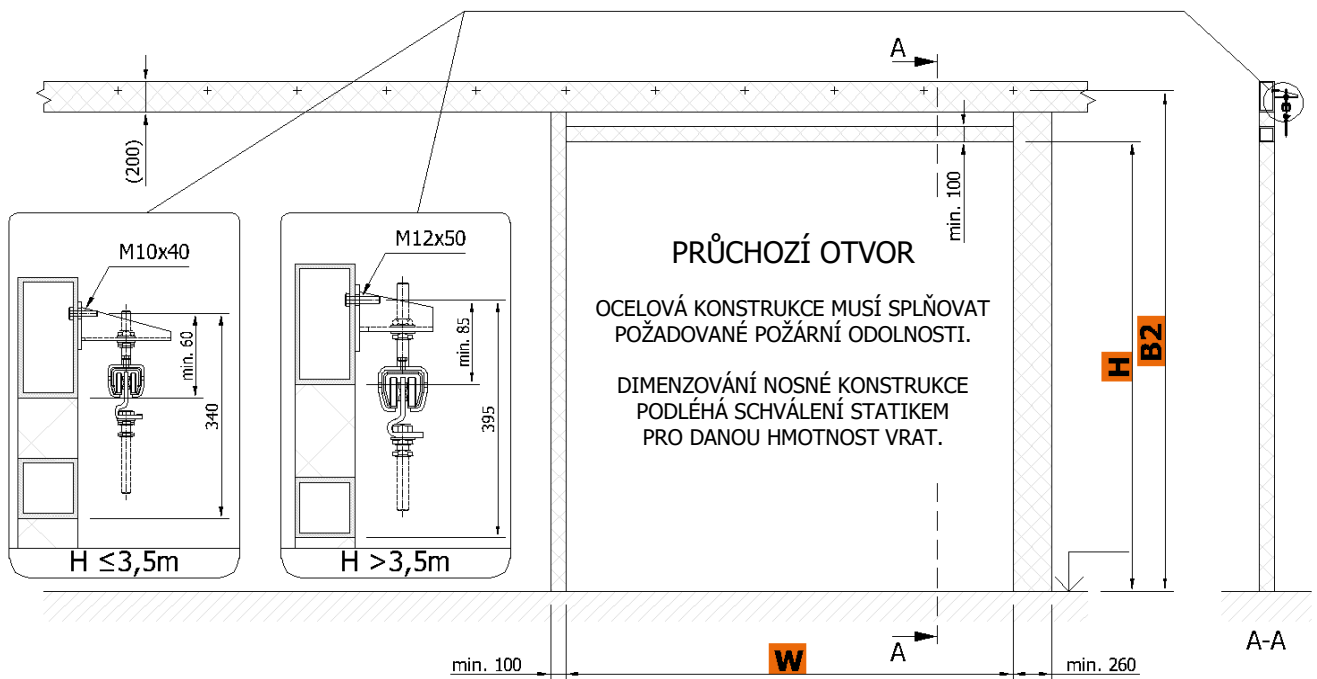 A
(200)
M10x40
min. 60
340
H ≤3,5m
M12x50
min. 85
395
H >3,5m
min. 100
PRŮCHOZÍ OTVOR
OCELOVÁ KONSTRUKCE MUSÍ SPLŇOVAT
POŽADOVANÉ POŽÁRNÍ ODOLNOSTI.
DIMENZOVÁNÍ NOSNÉ KONSTRUKCE
PODLÉHÁ SCHVÁLENÍ STATIKEM
PRO DANOU HMOTNOST VRAT.
H
B2
A
A-A
min. 100
W
min. 260